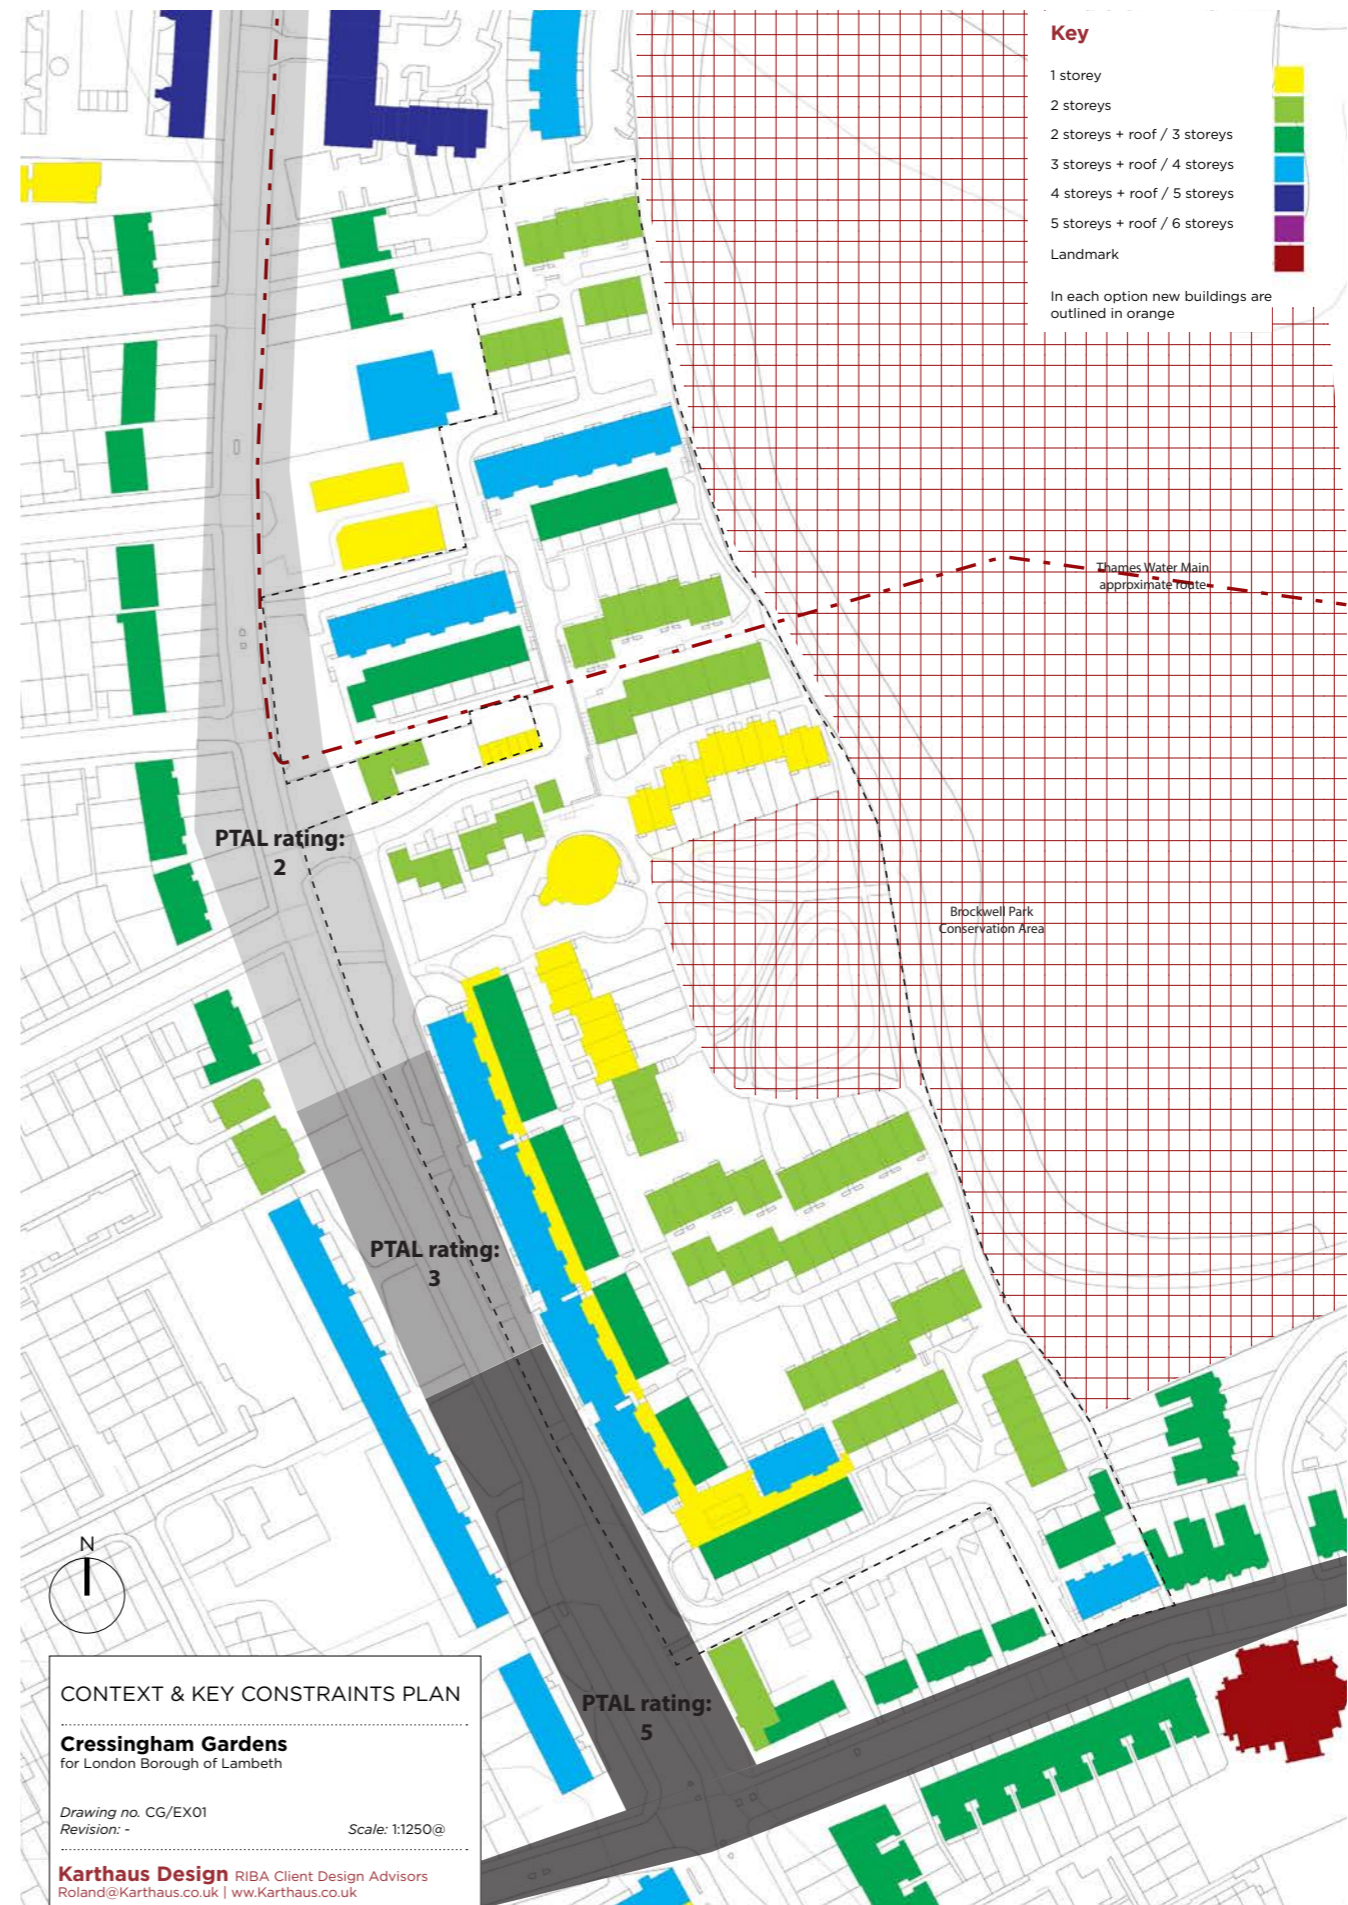 Key
1 storey
2 storeys
2 storeys + roof / 3 storeys
3 storeys + roof / 4 storeys
4 storeys + roof / 5 storeys
5 storeys + roof / 6 storeys
Landmark
In each option new buildings are
outlined in orange
Thames Water Main
approximate route
PTAL rating:
2
Brockwell Park
Conservation Area
PTAL rating:
3
N
PTAL rating:
5
CONTEXT & KEY CONSTRAINTS PLAN
Cressingham Gardens
for London Borough of Lambeth
Drawing no. CG/EX01
Revision: - Scale: 1:1250@
Karthaus Design RIBA Client Design Advisors
Roland@Karthaus.co.uk | ww.Karthaus.co.uk